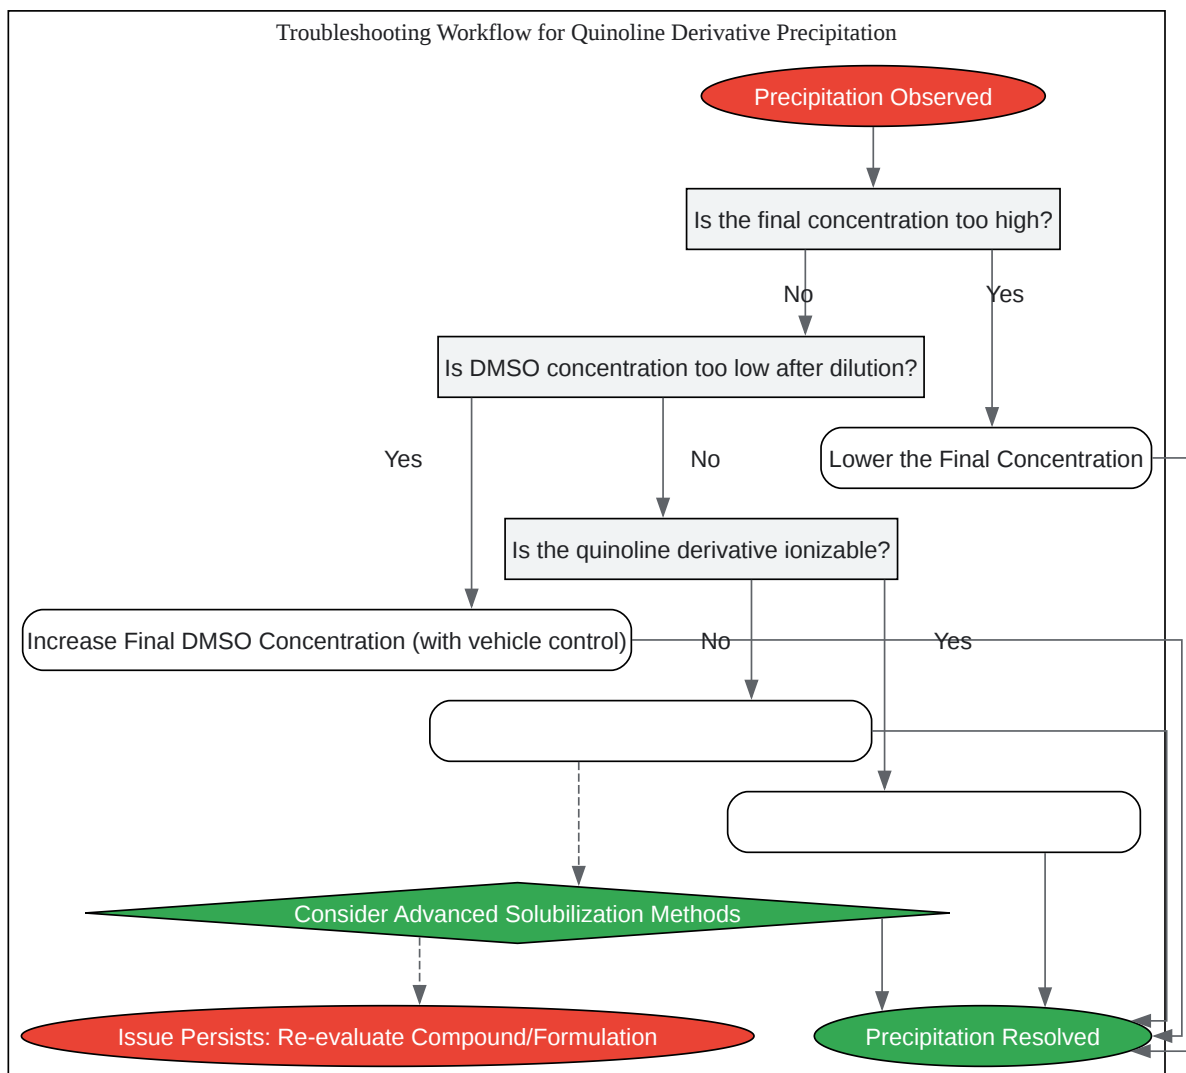 Troubleshooting Workflow for Quinoline Derivative Precipitation
Precipitation Observed
Is the final concentration too high?
No
Yes
Is DMSO concentration too low after dilution?
Yes
No
Lower the Final Concentration
Is the quinoline derivative ionizable?
Increase Final DMSO Concentration (with vehicle control)
No
Yes
Consider Advanced Solubilization Methods
Issue Persists: Re-evaluate Compound/Formulation
Precipitation Resolved